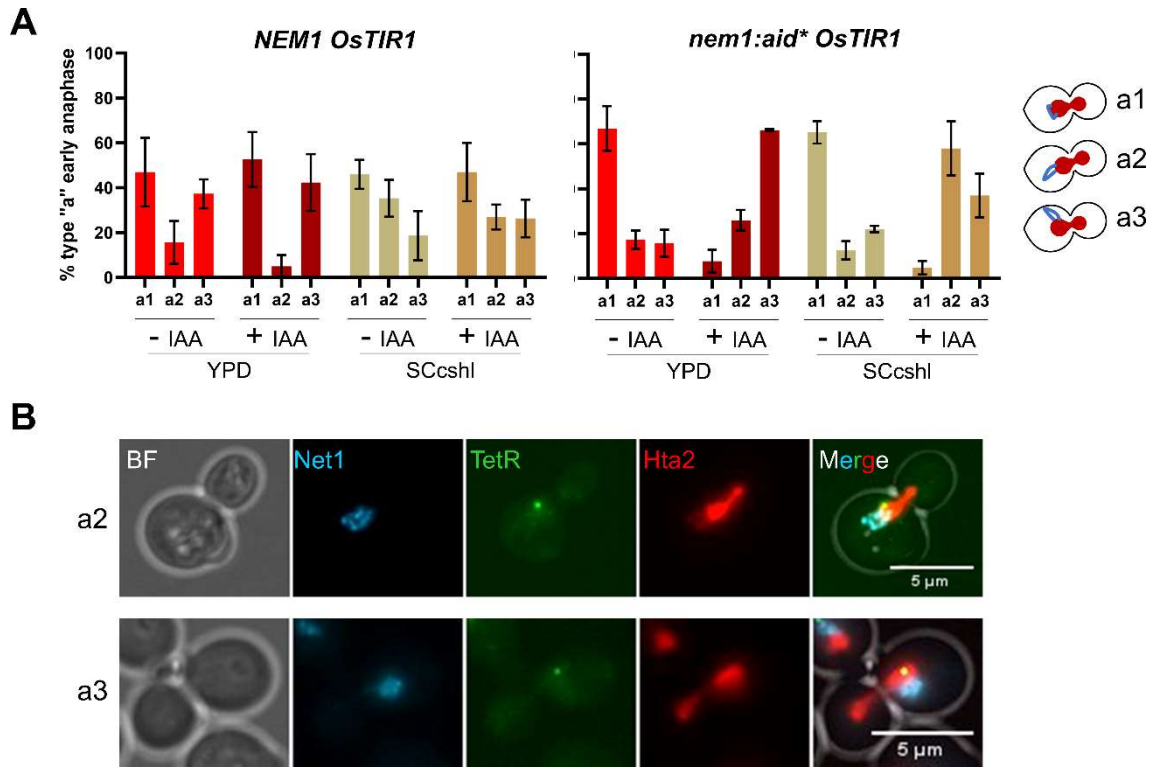 A
NEM1 OsTIR1
nem1:aid* OsTIR1
% type "a" early anaphase
100
80
60
40
20
0
a1 a2 a3 a1 a2 a3 a1 a2 a3 a1 a2 a3
- IAA + IAA - IAA + IAA
YPD SCcshl
a1 a2 a3 a1 a2 a3 a1 a2 a3 a1 a2 a3
- IAA + IAA - IAA + IAA
YPD SCcshl
a1
a2
a3
B
BF Net1 TetR Hta2 Merge
a2
5 µm
a3
5 µm